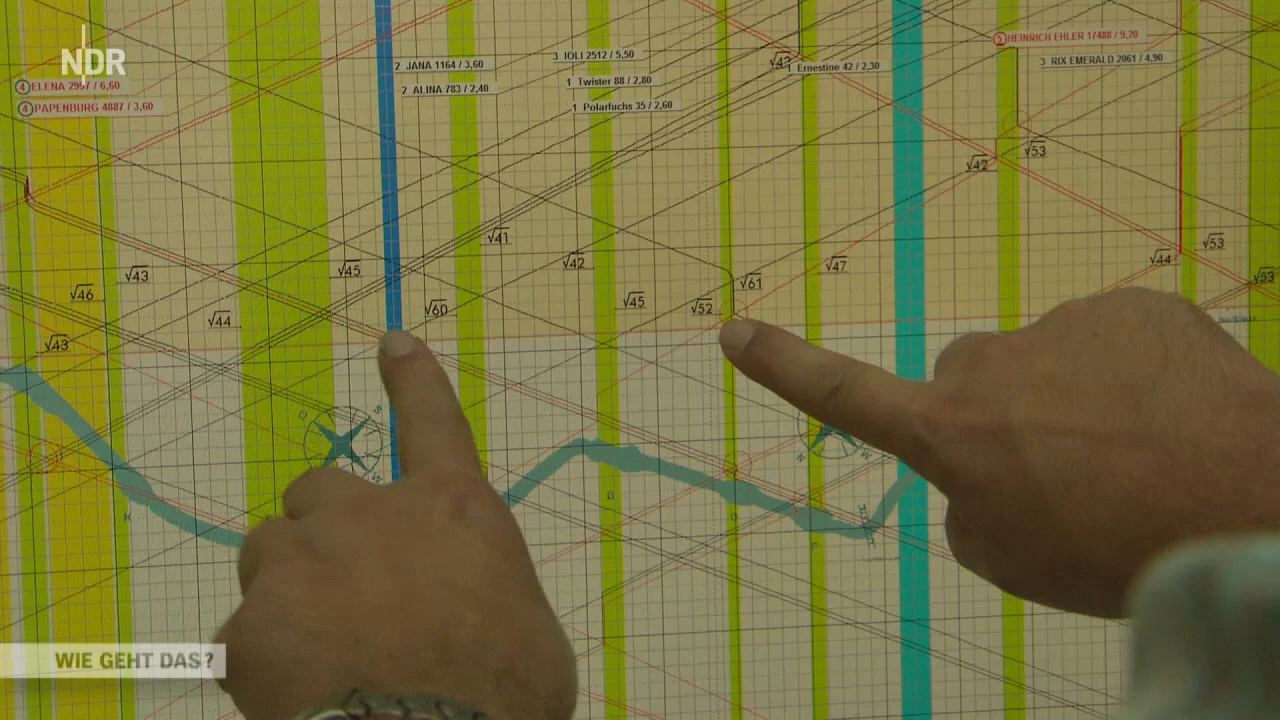 NDR
④ ELENA 2957 / 6,60
④ PAPENBURG 4887 / 3,60
2 JANA 1164 / 3,60
2 ALINA 783 / 2,40
3 IOLI 2512 / 5,50
1 Twister 88 / 2,80
1 Polarfuchs 35 / 2,60
√43
1 Ernestine 42 / 2,30
⑤ HEINRICH EHLER 17488 / 9,20
3 RIX EMERALD 2061 / 4,90
√42
√53
√43
√46
√43
√44
√45
√41
√60
√42
√45
√52
√61
√47
√44
√53
√53
O
S
W
N
W
K
B
O
WIE GEHT DAS?